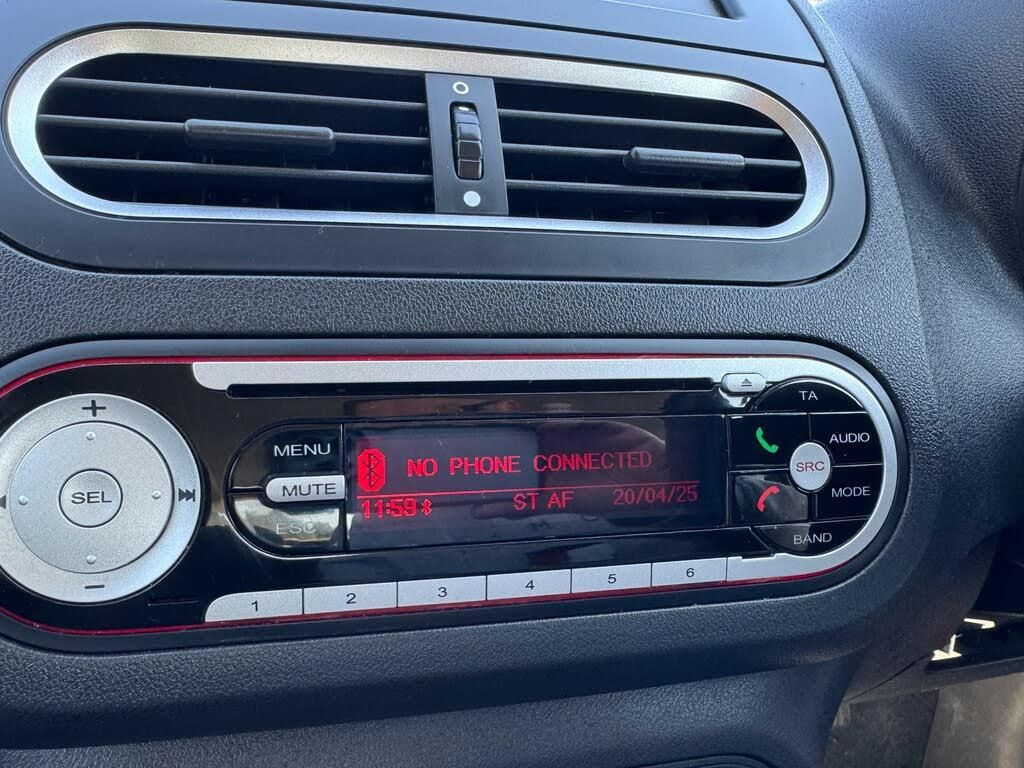 TA
MENU
AUDIO
NO PHONE CONNECTED
SRC
SEL
MUTE
MODE
11:59
ST AF
20/04/25
ESC
BAND
1 2 3 4 5 6